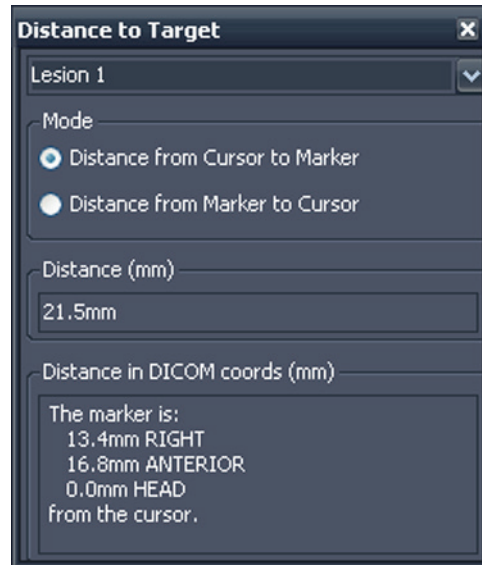 Distance to Target
Lesion 1
Mode
Distance from Cursor to Marker
Distance from Marker to Cursor
Distance (mm)
21.5mm
Distance in DICOM coords (mm)
The marker is:
13.4mm RIGHT
16.8mm ANTERIOR
0.0mm HEAD
from the cursor.